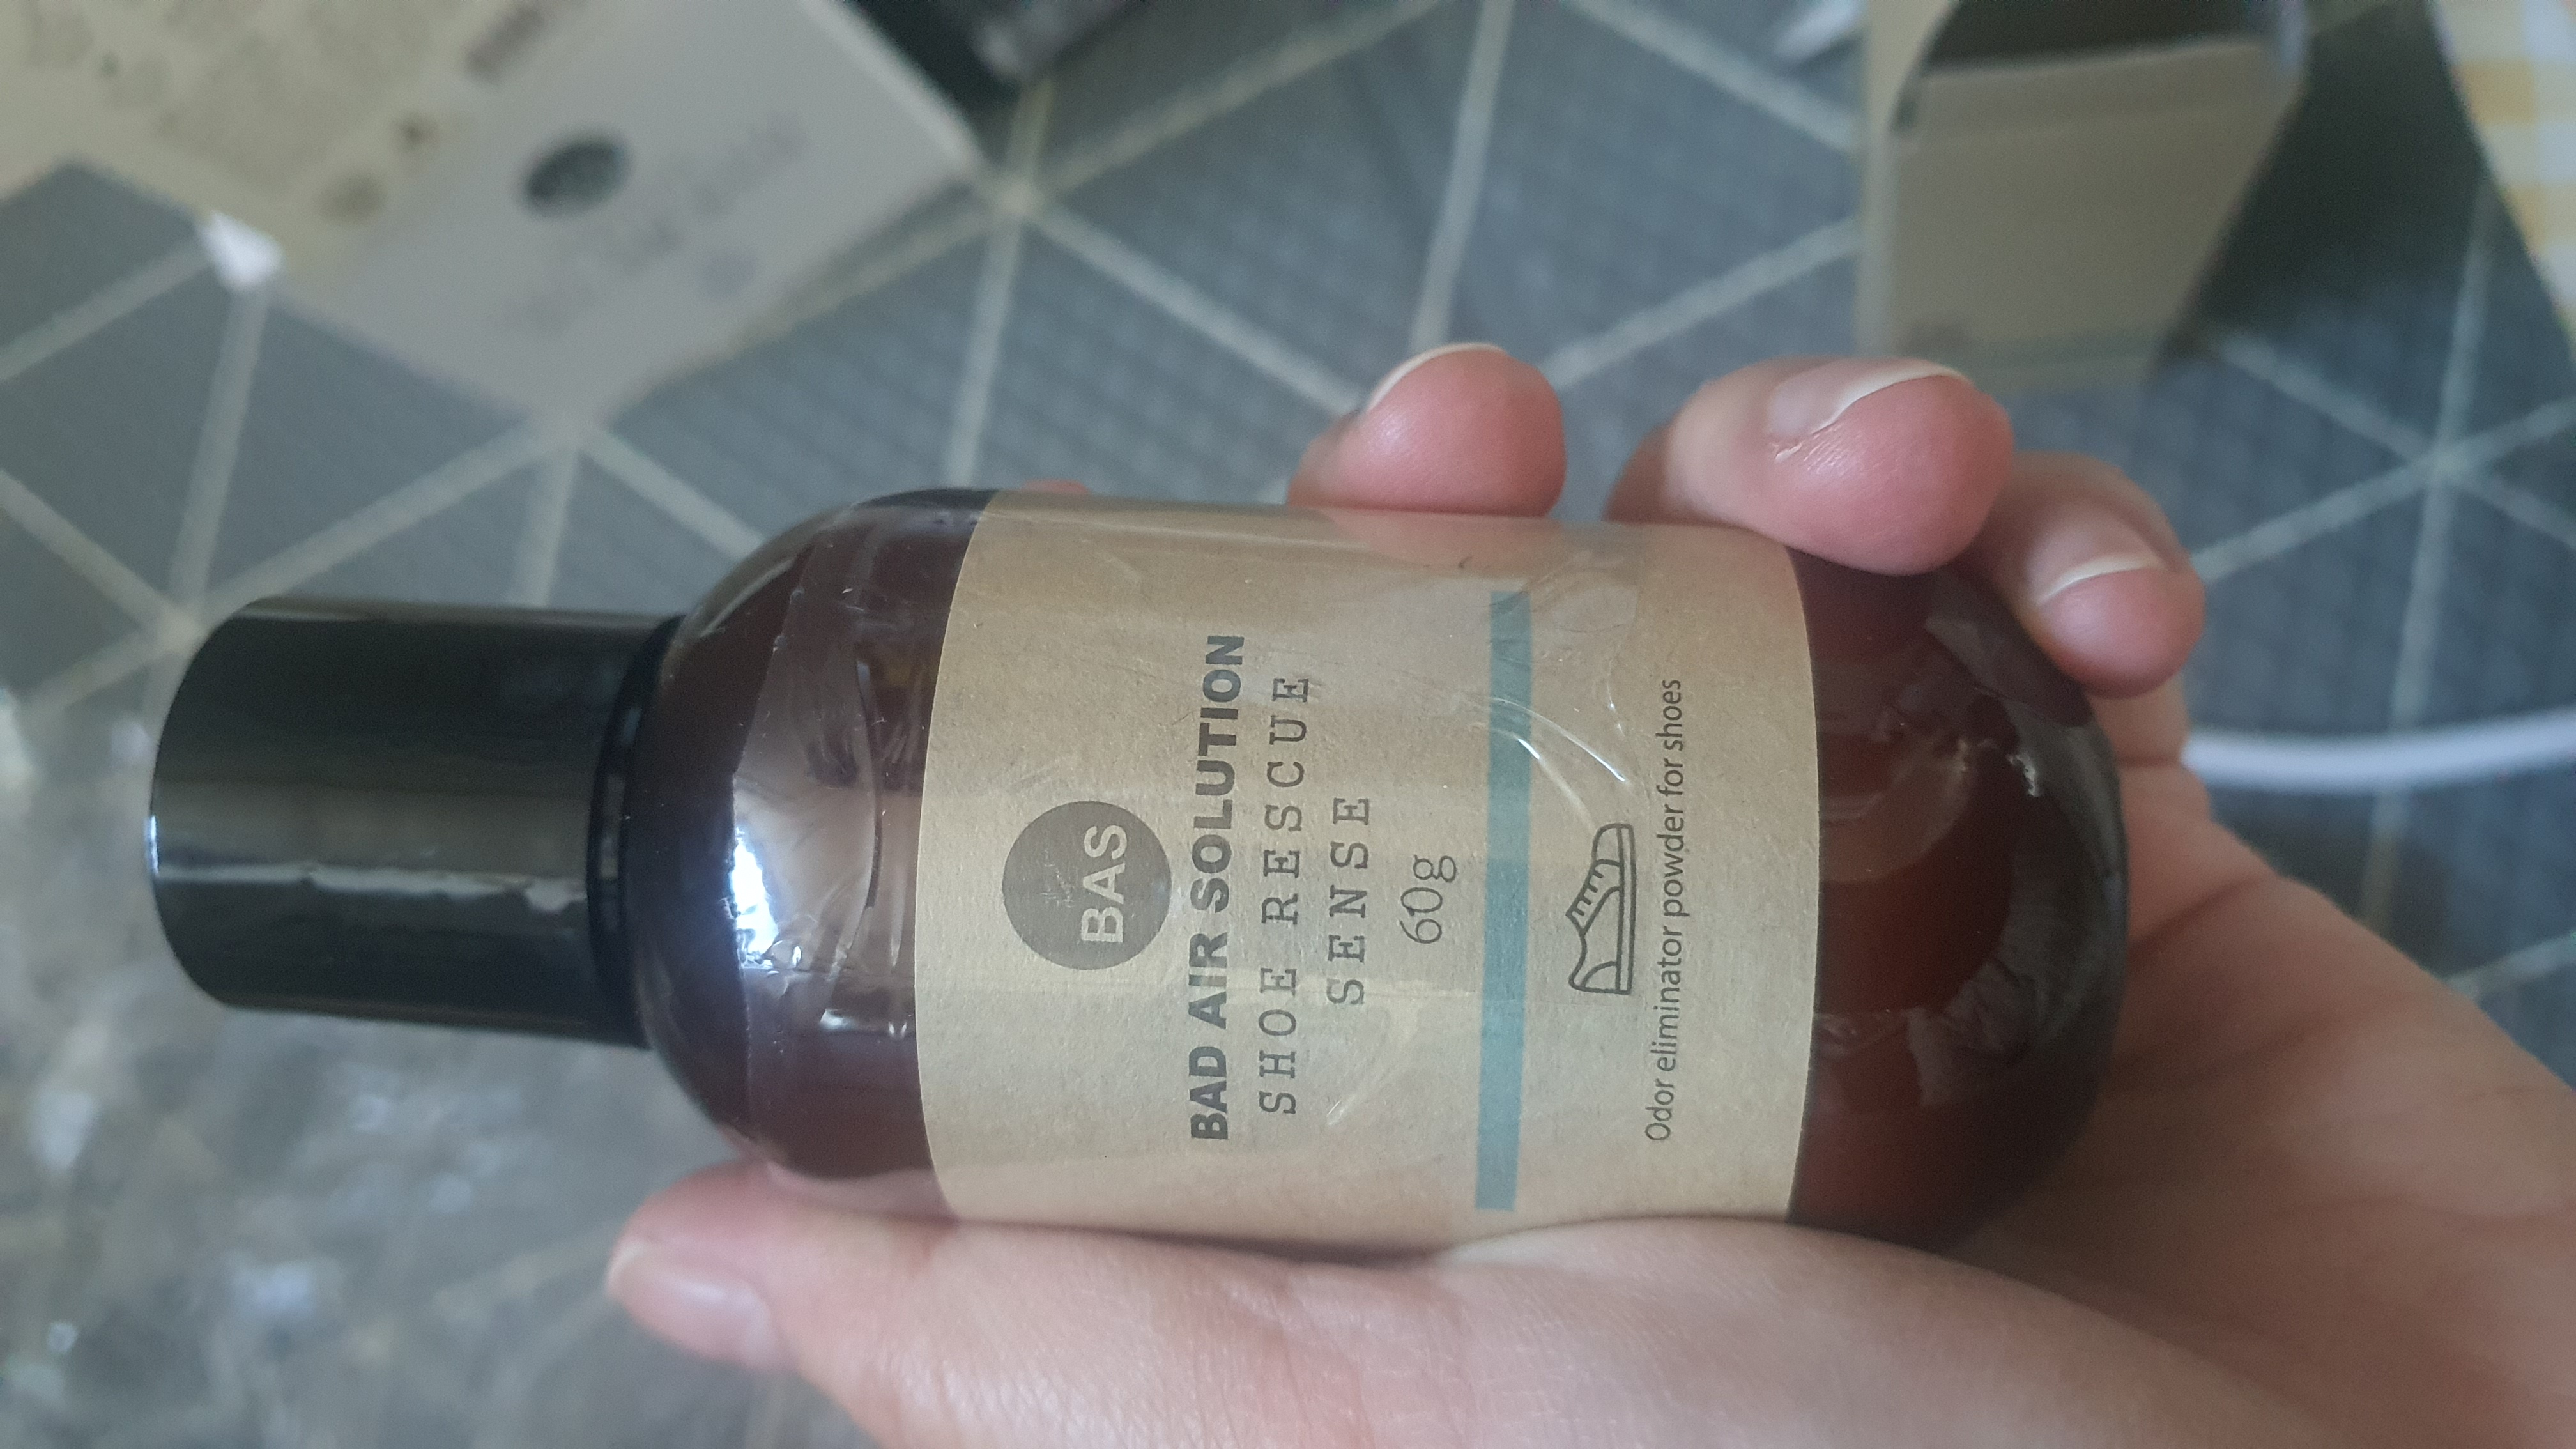 BAS
BAD AIR SOLUTION
SHOE RESCUE
SENSE
60g
Odor eliminator powder for shoes